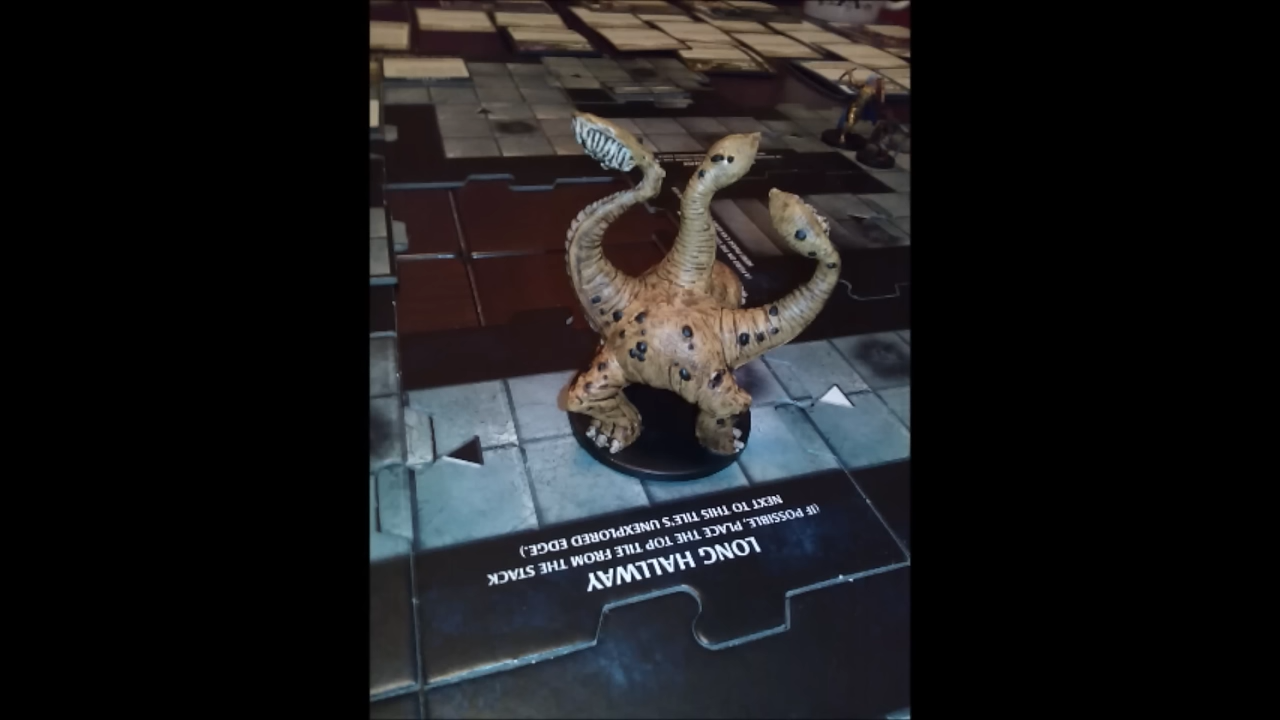 LONG HALLWAY
(IF POSSIBLE, PLACE THE TOP TILE FROM THE STACK
NEXT TO THIS TILE'S UNEXPLORED EDGE.)